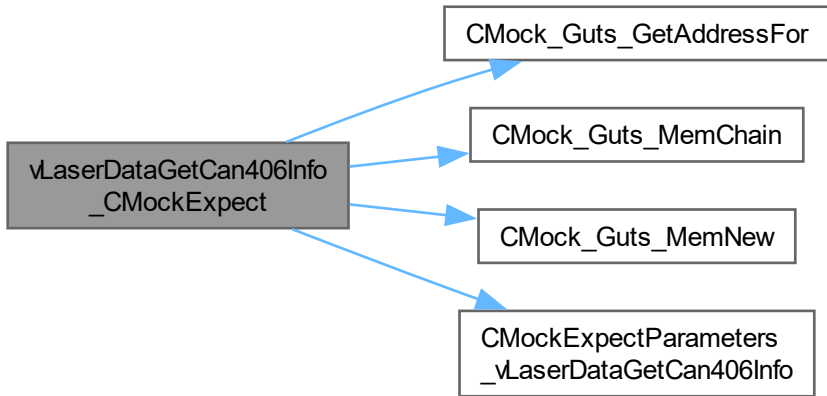 CMock_Guts_GetAddressFor
CMock_Guts_MemChain
vLaserDataGetCan406Info
_CMockExpect
CMock_Guts_MemNew
CMockExpectParameters
_vLaserDataGetCan406Info